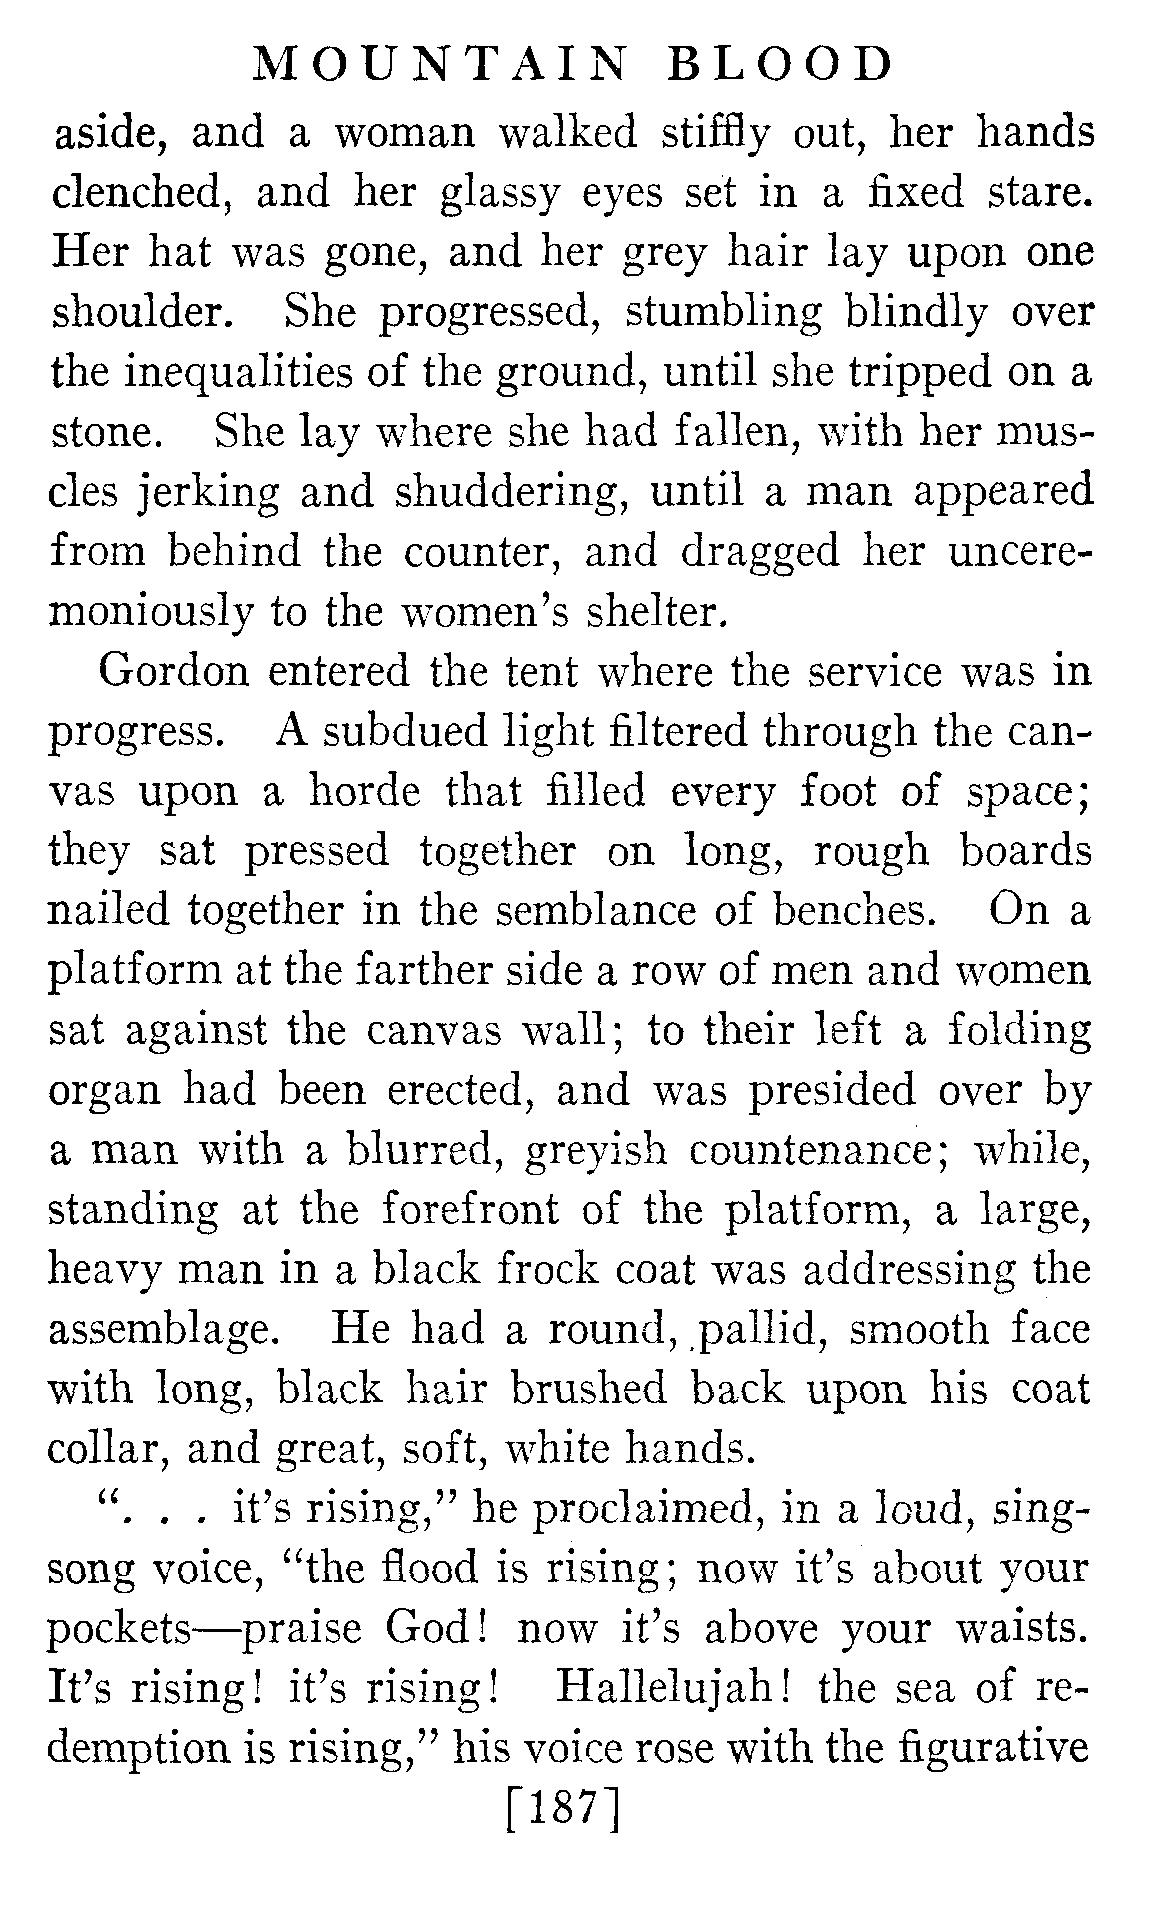 MOUNTAIN BLOOD
aside, and a woman walked stiffly out, her hands
clenched, and her glassy eyes set in a fixed stare.
Her hat was gone, and her grey hair lay upon one
shoulder. She progressed, stumbling blindly over
the inequalities of the ground, until she tripped on a
stone. She lay where she had fallen, with her mus-
cles jerking and shuddering, until a man appeared
from behind the counter, and dragged her uncere-
moniously to the women's shelter.
Gordon entered the tent where the service was in
progress. A subdued light filtered through the can-
vas upon a horde that filled every foot of space;
they sat pressed together on long, rough boards
nailed together in the semblance of benches. On a
platform at the farther side a row of men and women
sat against the canvas wall; to their left a folding
organ had been erected, and was presided over by
a man with a blurred, greyish countenance; while,
standing at the forefront of the platform, a large,
heavy man in a black frock coat was addressing the
assemblage. He had a round, pallid, smooth face
with long, black hair brushed back upon his coat
collar, and great, soft, white hands.
". . . it's rising," he proclaimed, in a loud, sing-
song voice, "the flood is rising; now it's about your
pockets—praise God! now it's above your waists.
It's rising! it's rising! Hallelujah! the sea of re-
demption is rising," his voice rose with the figurative
[187]